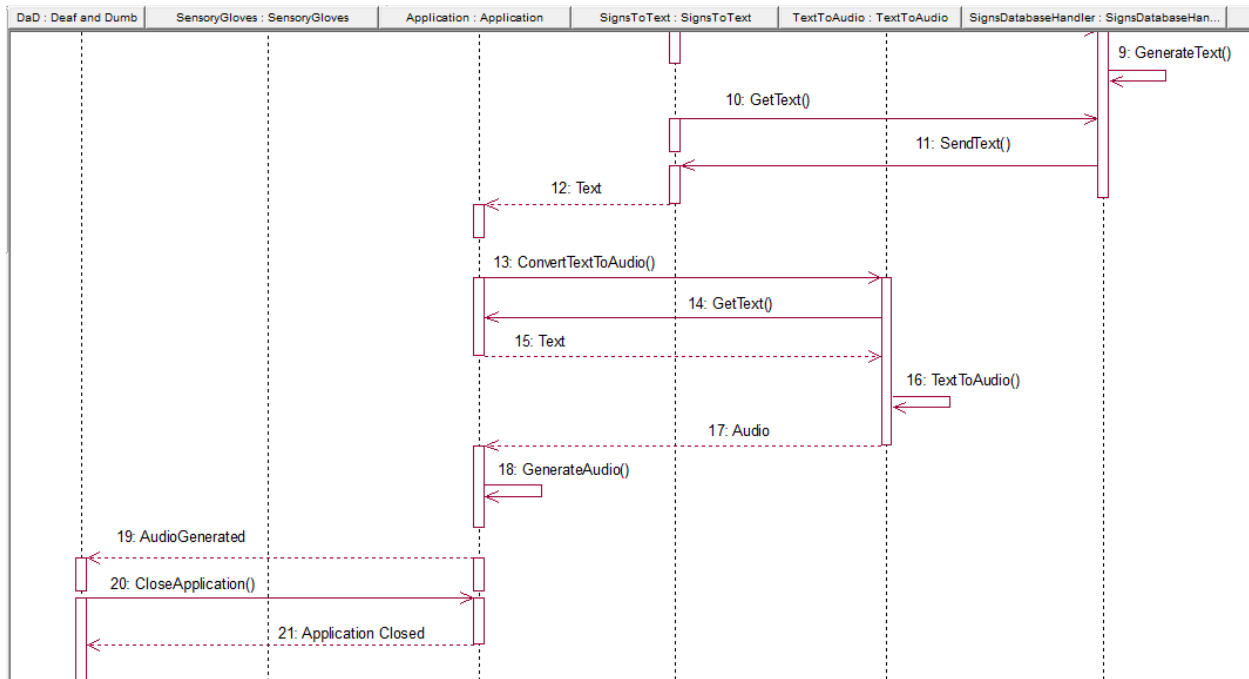 DaD : Deaf and Dumb
SensoryGloves : SensoryGloves
Application : Application
SignsToText : SignsToText
TextToAudio : TextToAudio
SignsDatabaseHandler : SignsDatabaseHan...
9: GenerateText()
10: GetText()
11: SendText()
12: Text
13: ConvertTextToAudio()
14: GetText()
15: Text
16: TextToAudio()
17: Audio
18: GenerateAudio()
19: AudioGenerated
20: CloseApplication()
21: Application Closed